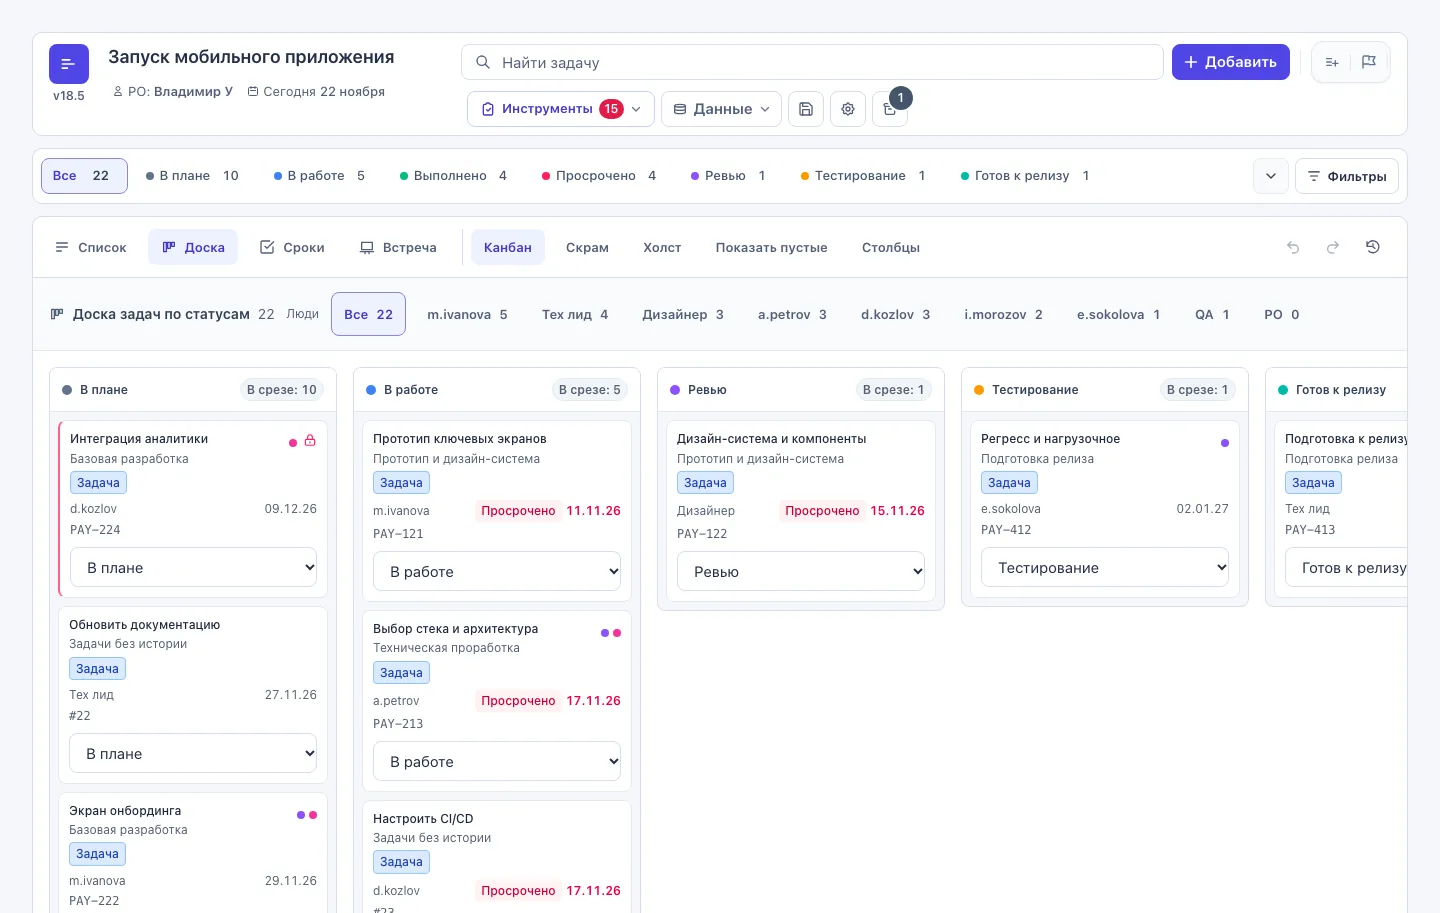 Запуск мобильного приложения
v18.5
PO: Владимир У
Сегодня 22 ноября
Найти задачу
Добавить
Инструменты 15
Данные
1
Все 22
В плане 10
В работе 5
Выполнено 4
Просрочено 4
Ревью 1
Тестирование 1
Готов к релизу 1
Фильтры
Список
Доска
Сроки
Встреча
Канбан
Скрам
Холст
Показать пустые
Столбцы
Доска задач по статусам 22
Люди
Все 22
m.ivanova 5
Тех лид 4
Дизайнер 3
a.petrov 3
d.kozlov 3
i.morozov 2
e.sokolova 1
QA 1
PO 0
В плане
В срезе: 10
Интеграция аналитики
Базовая разработка
Задача
d.kozlov 09.12.26
PAY-224
В плане
Обновить документацию
Задачи без истории
Задача
Тех лид 27.11.26
#22
В плане
Экран онбординга
Базовая разработка
Задача
m.ivanova 29.11.26
PAY-222
В работе
В срезе: 5
Прототип ключевых экранов
Прототип и дизайн-система
Задача
m.ivanova Просрочено 11.11.26
PAY-121
В работе
Выбор стека и архитектура
Техническая проработка
Задача
a.petrov Просрочено 17.11.26
PAY-213
В работе
Настроить CI/CD
Задачи без истории
Задача
d.kozlov Просрочено 17.11.26
#23
Ревью
В срезе: 1
Дизайн-система и компоненты
Прототип и дизайн-система
Задача
Дизайнер Просрочено 15.11.26
PAY-122
Ревью
Тестирование
В срезе: 1
Регресс и нагрузочное
Подготовка релиза
Задача
e.sokolova 02.01.27
PAY-412
Тестирование
Готов к релизу
Подготовка к релизу
Подготовка релиза
Задача
Тех лид
PAY-413
Готов к релизу